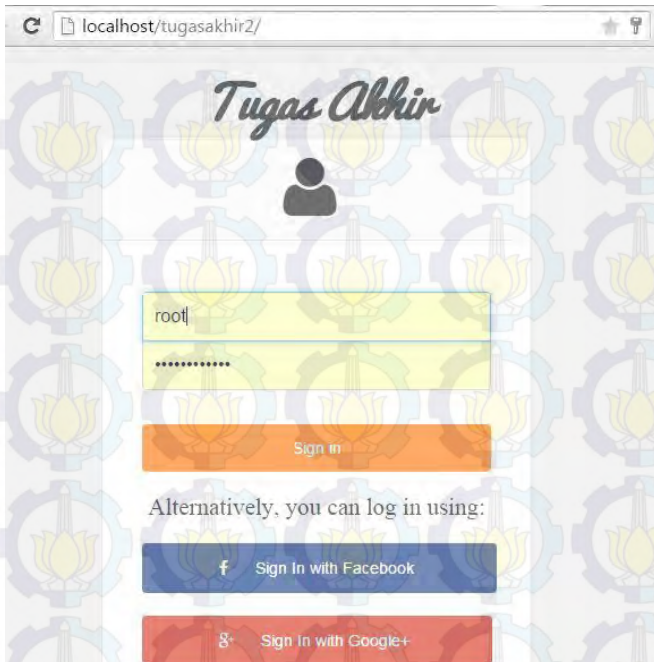 localhost/tugasakhir2/
Tugas Akhir
root
••••••••••••
Sign in
Alternatively, you can log in using:
Sign In with Facebook
Sign In with Google+